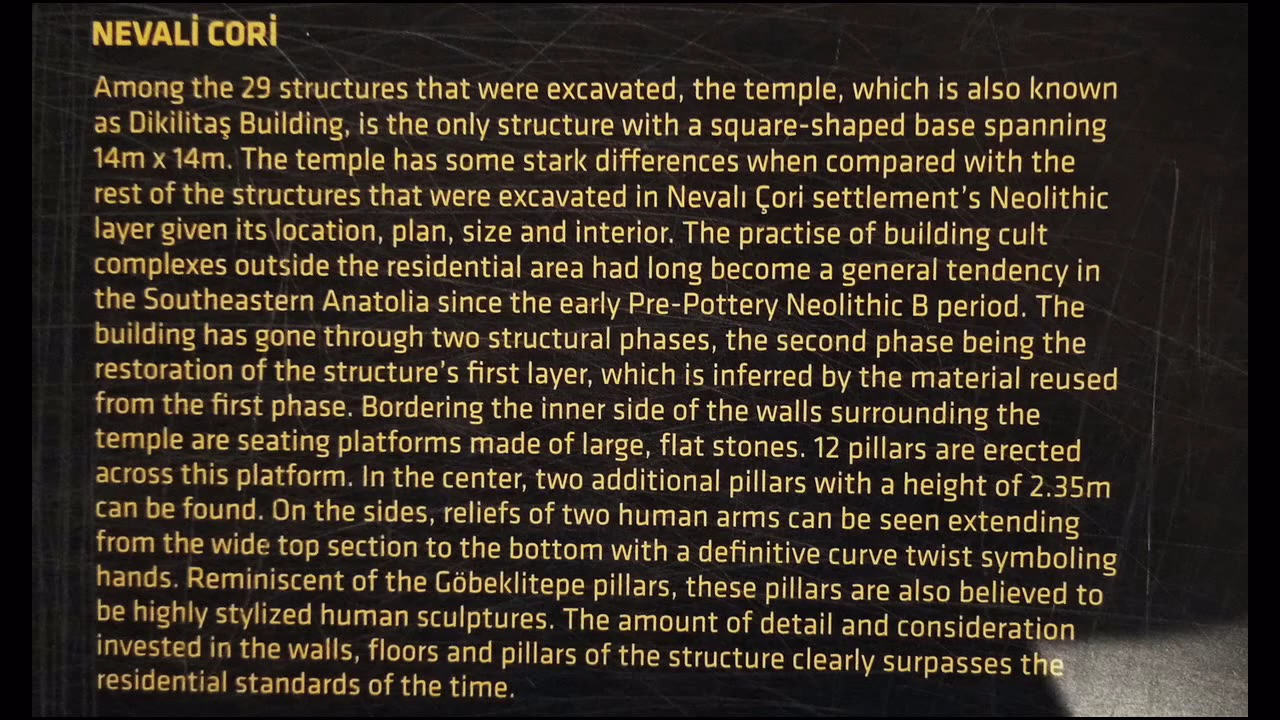 NEVALİ CORİ
Among the 29 structures that were excavated, the temple, which is also known
as Dikilitaş Building, is the only structure with a square-shaped base spanning
14m x 14m. The temple has some stark differences when compared with the
rest of the structures that were excavated in Nevalı Çori settlement's Neolithic
layer given its location, plan, size and interior. The practise of building cult
complexes outside the residential area had long become a general tendency in
the Southeastern Anatolia since the early Pre-Pottery Neolithic B period. The
building has gone through two structural phases, the second phase being the
restoration of the structure's first layer, which is inferred by the material reused
from the first phase. Bordering the inner side of the walls surrounding the
temple are seating platforms made of large, flat stones. 12 pillars are erected
across this platform. In the center, two additional pillars with a height of 2.35m
can be found. On the sides, reliefs of two human arms can be seen extending
from the wide top section to the bottom with a definitive curve twist symboling
hands. Reminiscent of the Göbeklitepe pillars, these pillars are also believed to
be highly stylized human sculptures. The amount of detail and consideration
invested in the walls, floors and pillars of the structure clearly surpasses the
residential standards of the time.